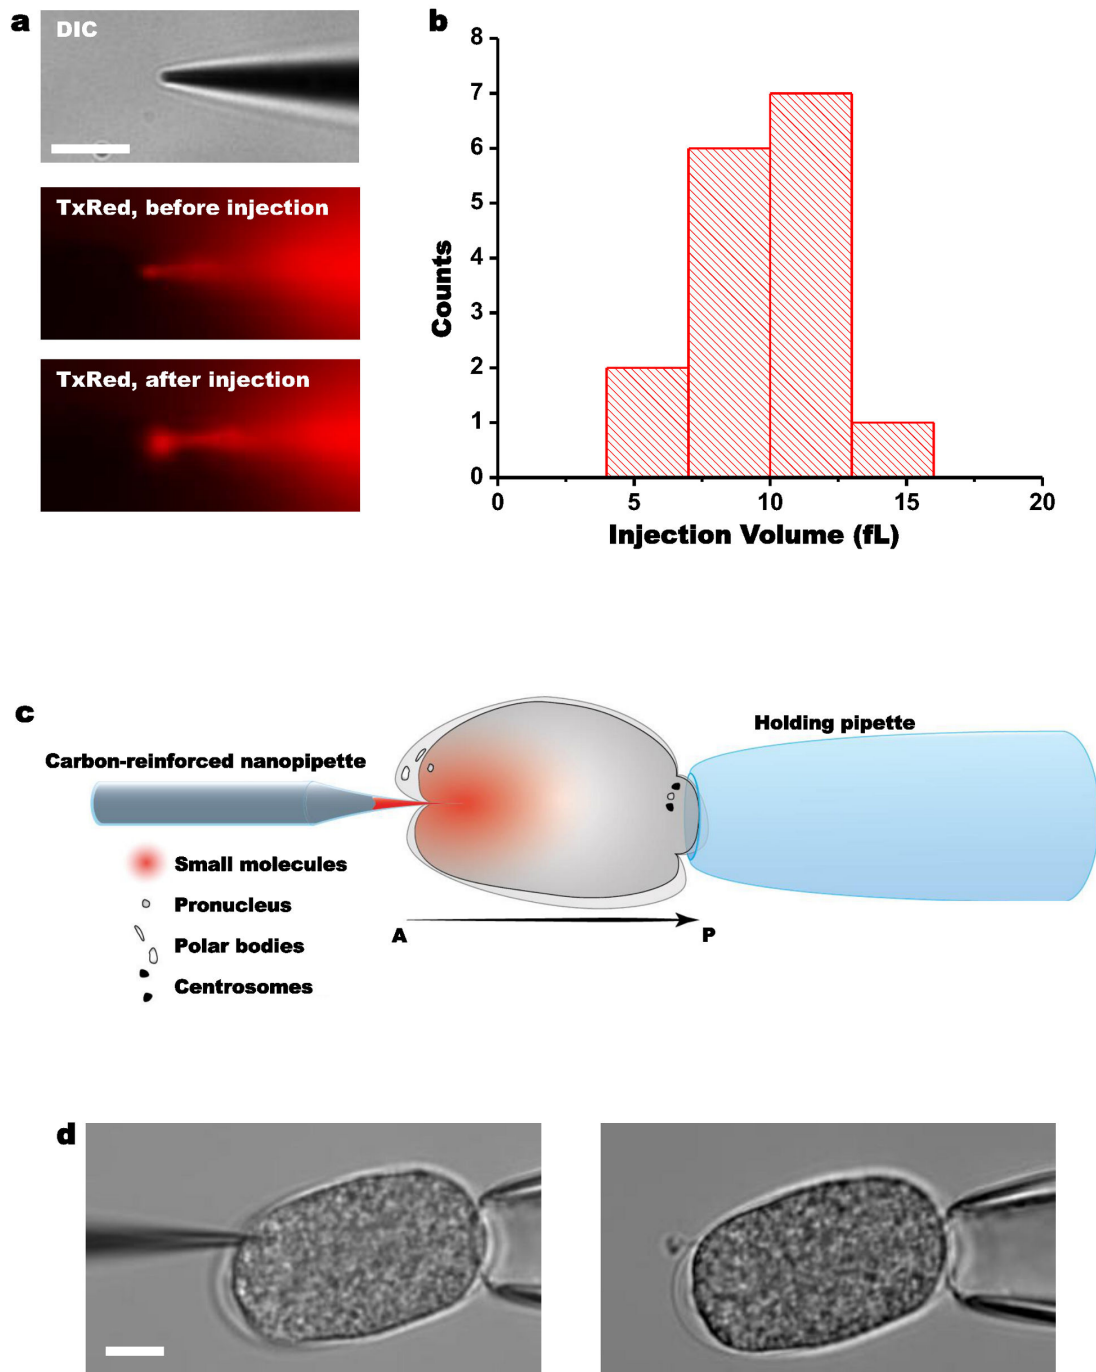 a
DIC
TxRed, before injection
TxRed, after injection
b
8
7
6
5
4
3
2
1
0
0 5 10 15 20
Counts
Injection Volume (fL)
c
Carbon-reinforced nanopipette
Holding pipette
Small molecules
Pronucleus
Polar bodies
Centrosomes
A
P
d